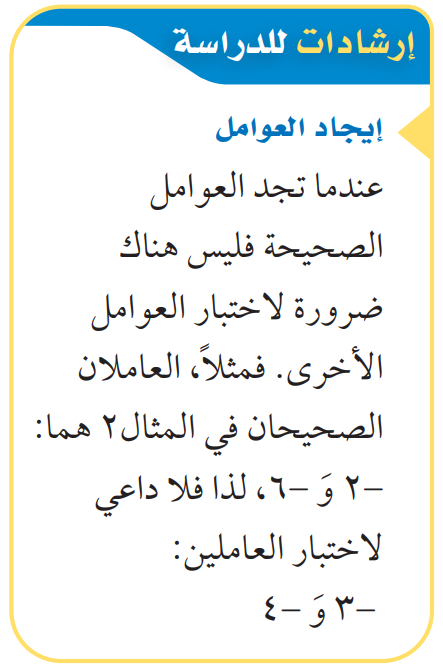 إرشادات للدراسة
إيجاد العوامل
عندما تجد العوامل
الصحيحة فليس هناك
ضرورة لاختبار العوامل
الأخرى. فمثلاً، العاملان
الصحيحان في المثال٢ هما:
–٢ وَ –٦، لذا فلا داعي
لاختبار العاملين:
–٣ وَ –٤